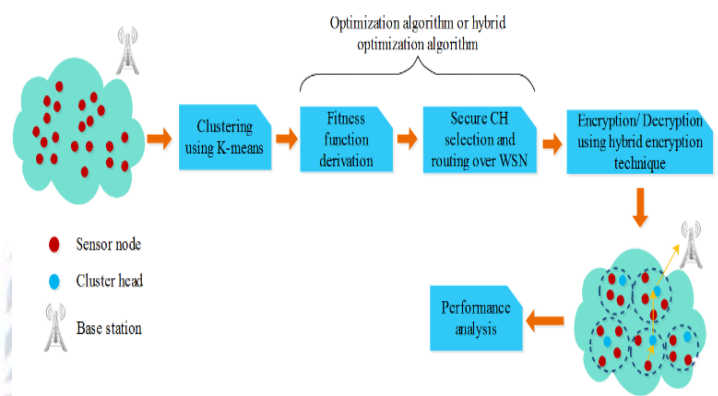 Optimization algorithm or hybrid
optimization algorithm
Clustering
using K-means
Fitness
function
derivation
Secure CH
selection and
routing over WSN
Encryption/ Decryption
using hybrid encryption
technique
Sensor node
Cluster head
Base station
Performance
analysis